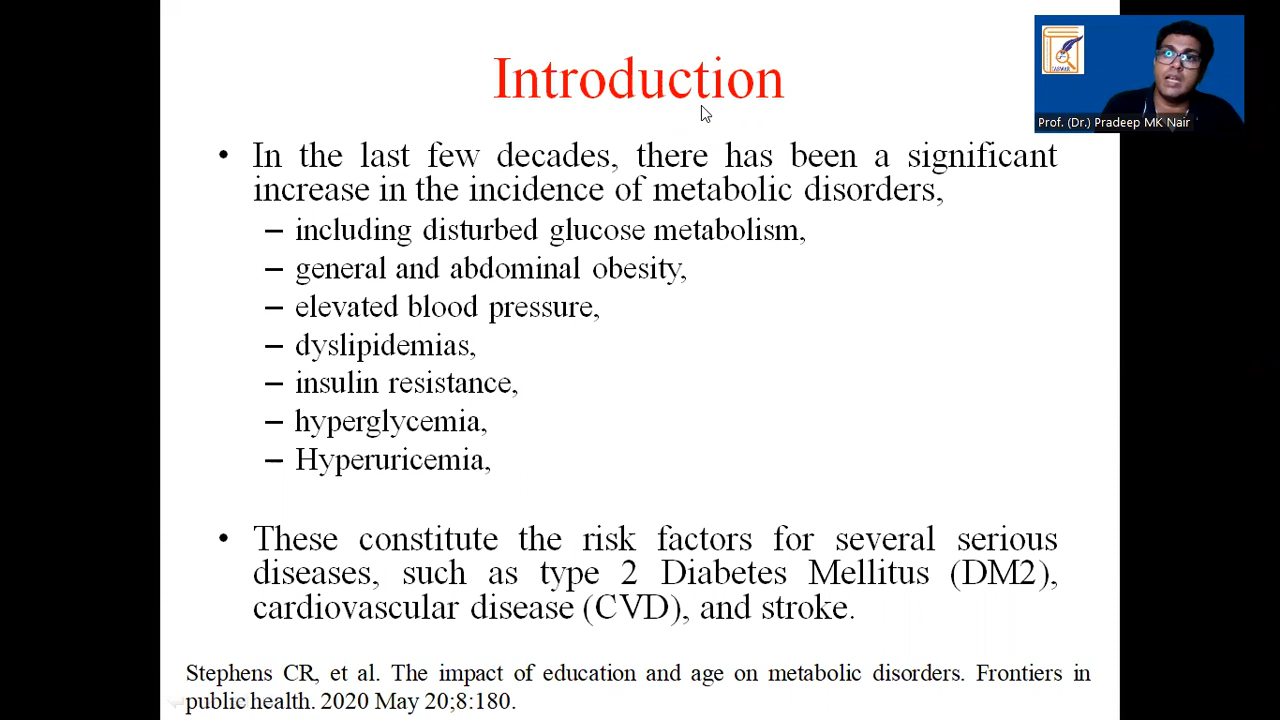 Introduction
Prof. (Dr.) Pradeep MK Nair
• In the last few decades, there has been a significant
increase in the incidence of metabolic disorders,
– including disturbed glucose metabolism,
– general and abdominal obesity,
– elevated blood pressure,
– dyslipidemias,
– insulin resistance,
– hyperglycemia,
– Hyperuricemia,
• These constitute the risk factors for several serious
diseases, such as type 2 Diabetes Mellitus (DM2),
cardiovascular disease (CVD), and stroke.
Stephens CR, et al. The impact of education and age on metabolic disorders. Frontiers in
public health. 2020 May 20;8:180.